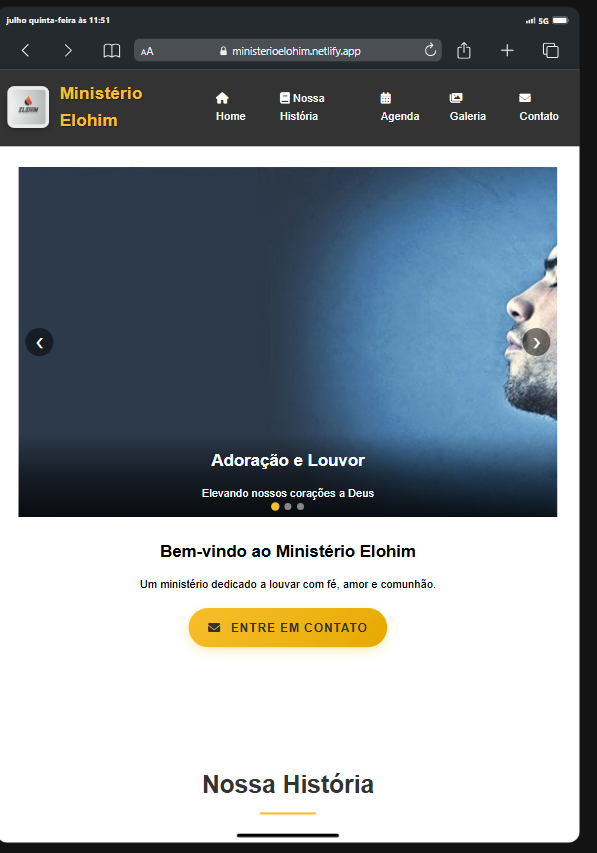 julho quinta-feira às 11:51
5G
AA
ministerioelohim.netlify.app
ELOHIM
Ministério
Elohim
Home
Nossa
História
Agenda
Galeria
Contato
Adoração e Louvor
Elevando nossos corações a Deus
Bem-vindo ao Ministério Elohim
Um ministério dedicado a louvar com fé, amor e comunhão.
ENTRE EM CONTATO
Nossa História